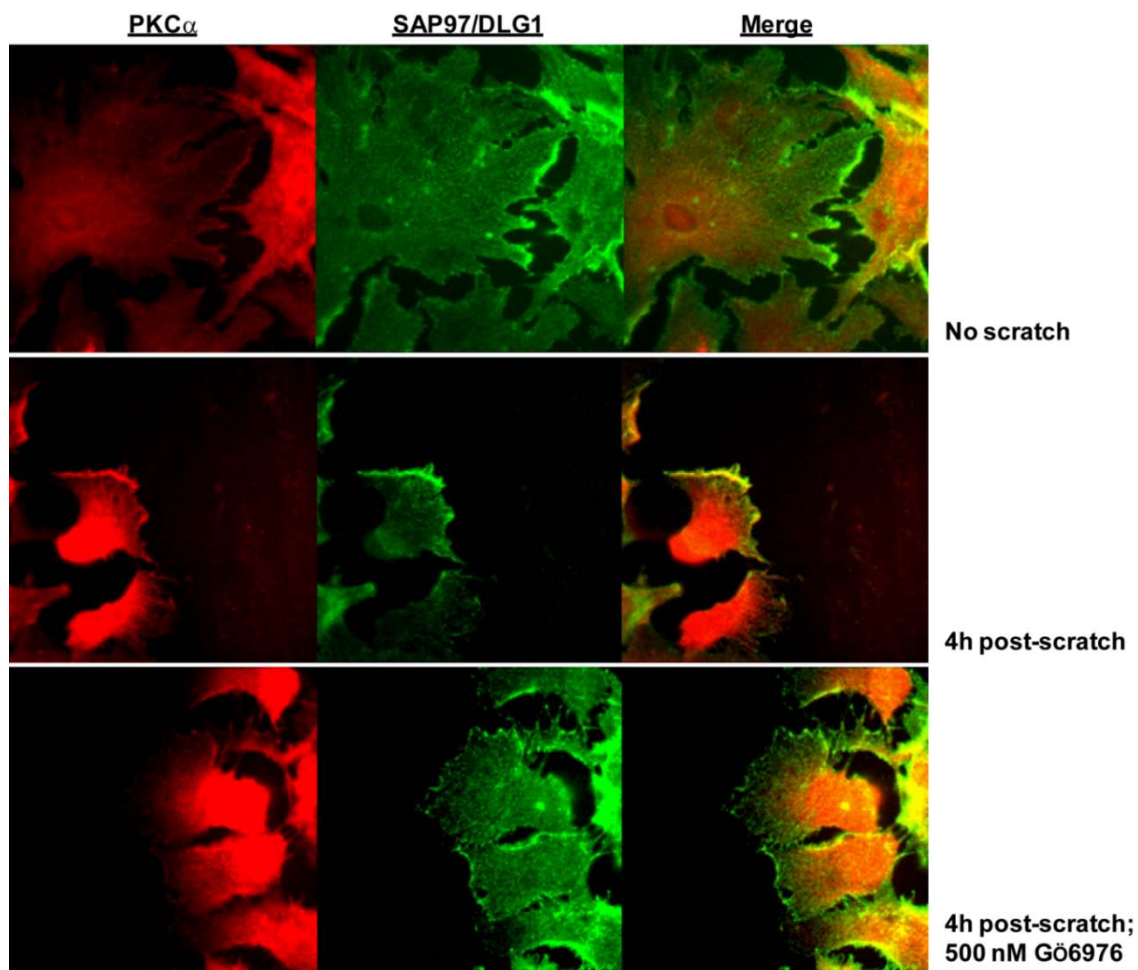 PKCα
SAP97/DLG1
Merge
No scratch
4h post-scratch
4h post-scratch;
500 nM Gö6976